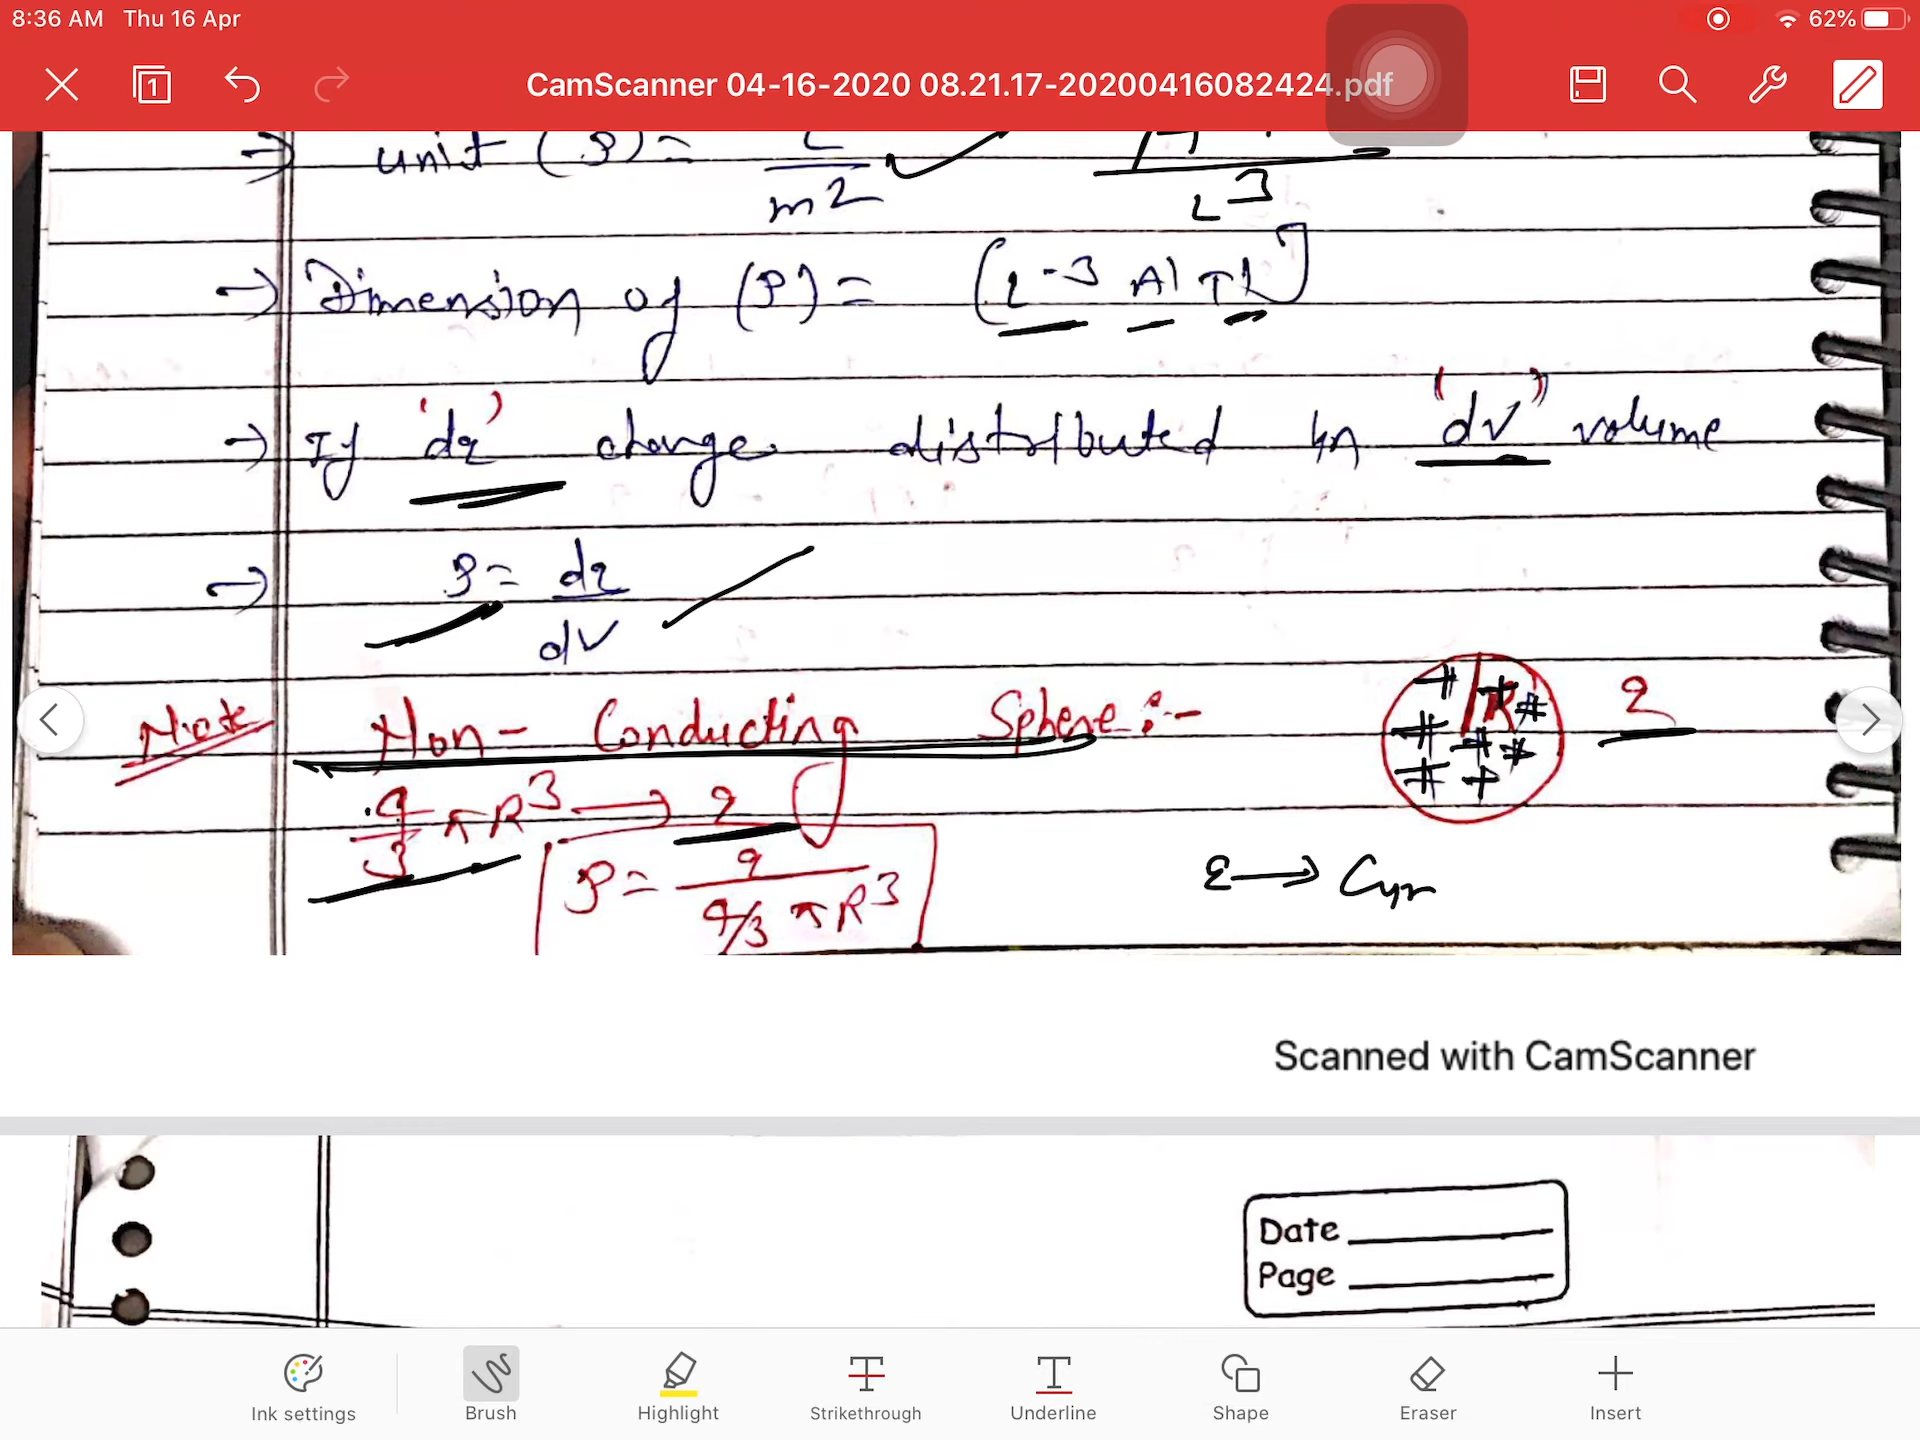 8:36 AM Thu 16 Apr 62%
1 CamScanner 04-16-2020 08.21.17-20200416082424.pdf
→ unit (ρ) =
m2 L3
→ Dimension of (ρ) = [L-3 A1 T1]
→ If 'dq' charge distributed in "dV" volume
→ ρ = dq
dV
Note Non-Conducting Sphere :- R q
4/3 πR3 → q
ρ = q
4/3 πR3
ε →
Scanned with CamScanner
Date
Page
Ink settings Brush Highlight Strikethrough Underline Shape Eraser Insert